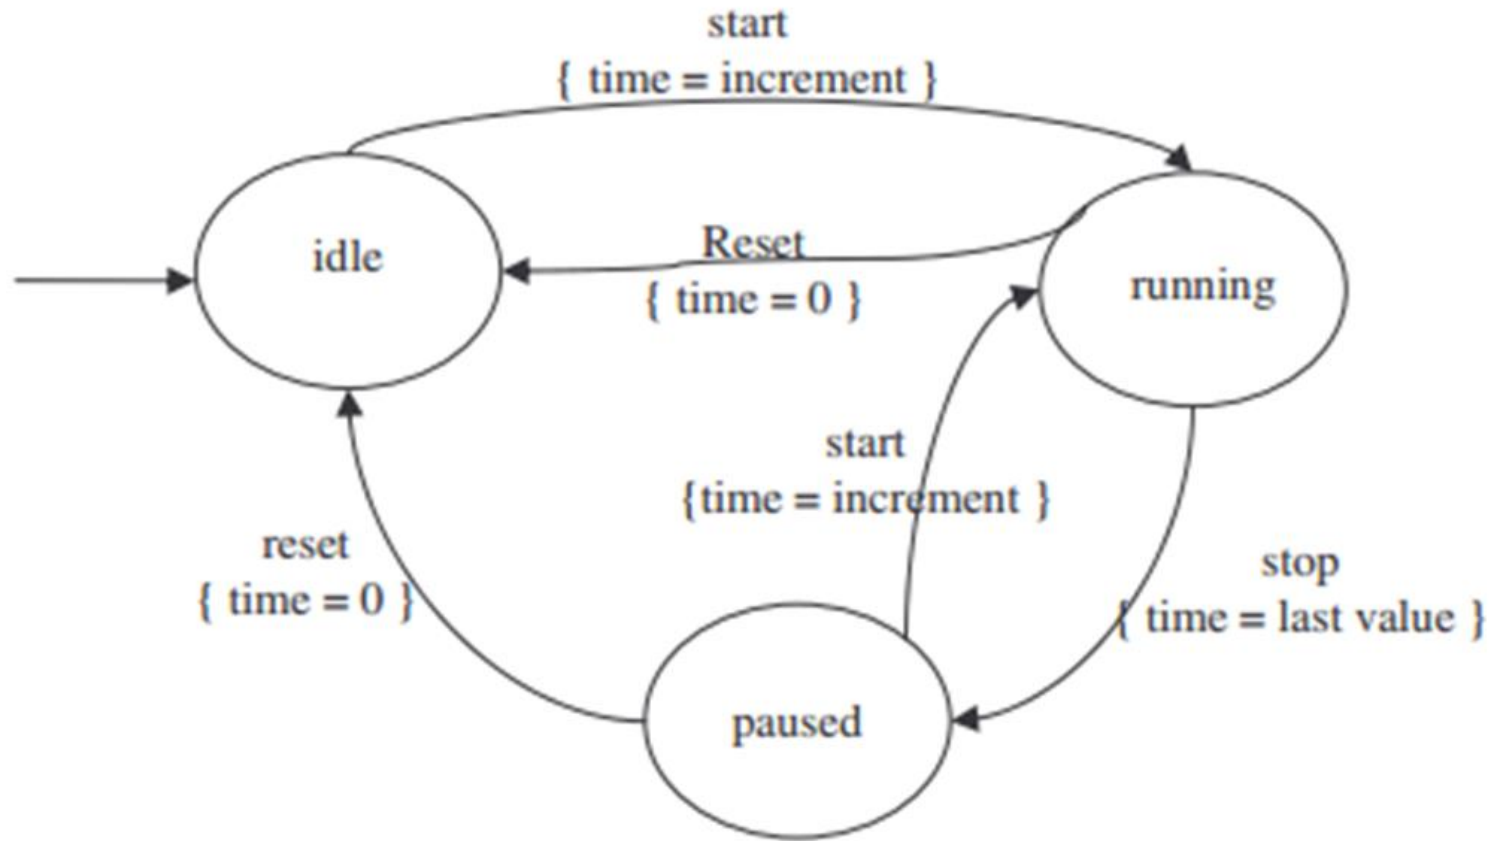 start
{ time = increment }
idle
Reset
{ time = 0 }
running
start
{time = increment }
reset
{ time = 0 }
stop
{ time = last value }
paused